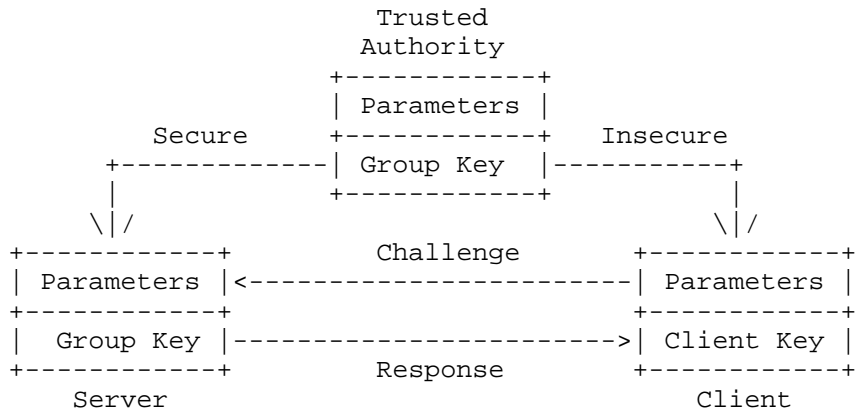 Trusted
Authority
Parameters
Secure Insecure
Group Key
Challenge
Parameters Parameters
Group Key Client Key
Response
Server Client